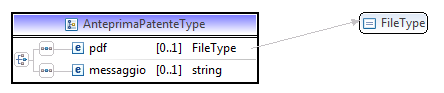 AnteprimaPatenteType
FileType
e pdf [0..1] FileType
e messaggio [0..1] string